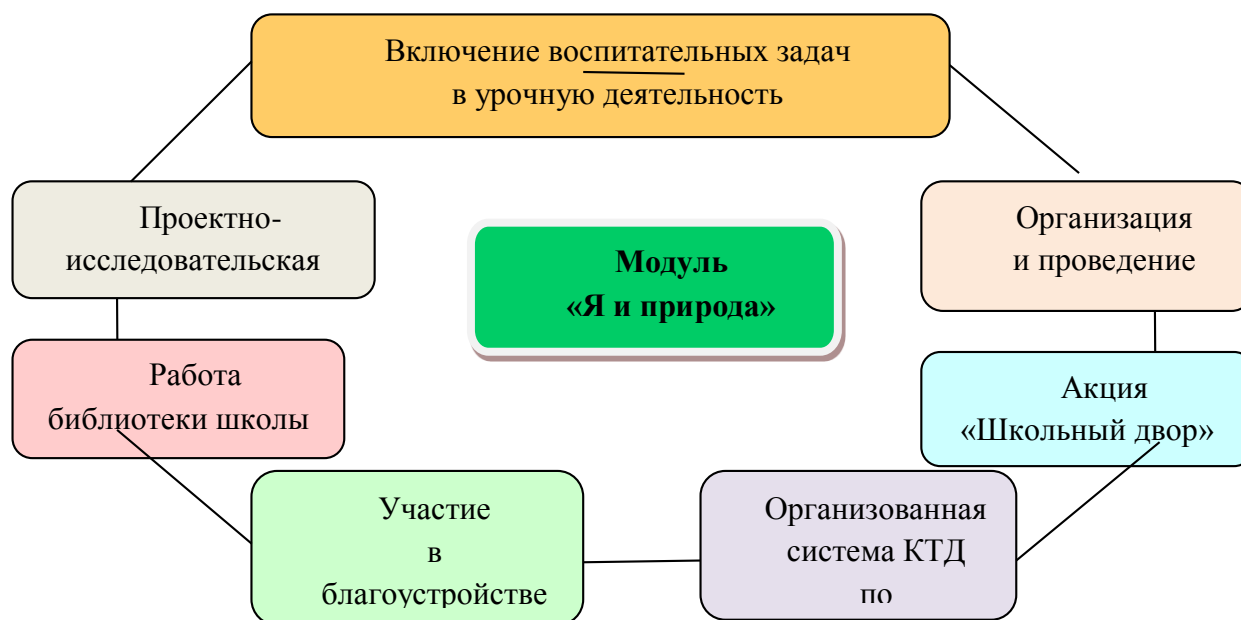 Включение воспитательных задач
в урочную деятельность
Проектно-
исследовательская
Организация
и проведение
Модуль
«Я и природа»
Работа
библиотеки школы
Акция
«Школьный двор»
Участие
в
благоустройстве
Организованная
система КТД
по